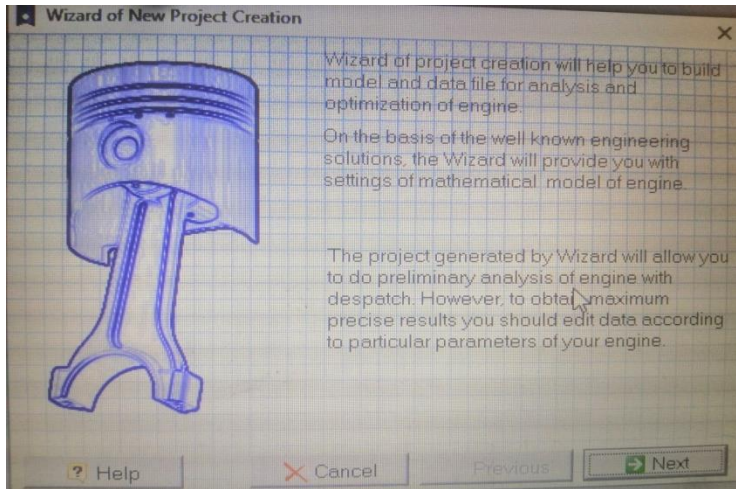 Wizard of New Project Creation
Wizard of project creation will help you to build
model and data file for analysis and
optimization of engine.
On the basis of the well known engineering
solutions, the Wizard will provide you with
settings of mathematical model of engine.
The project generated by Wizard will allow you
to do preliminary analysis of engine with
despatch. However, to obtain maximum
precise results you should edit data according
to particular parameters of your engine.
? Help
Cancel
Previous
Next